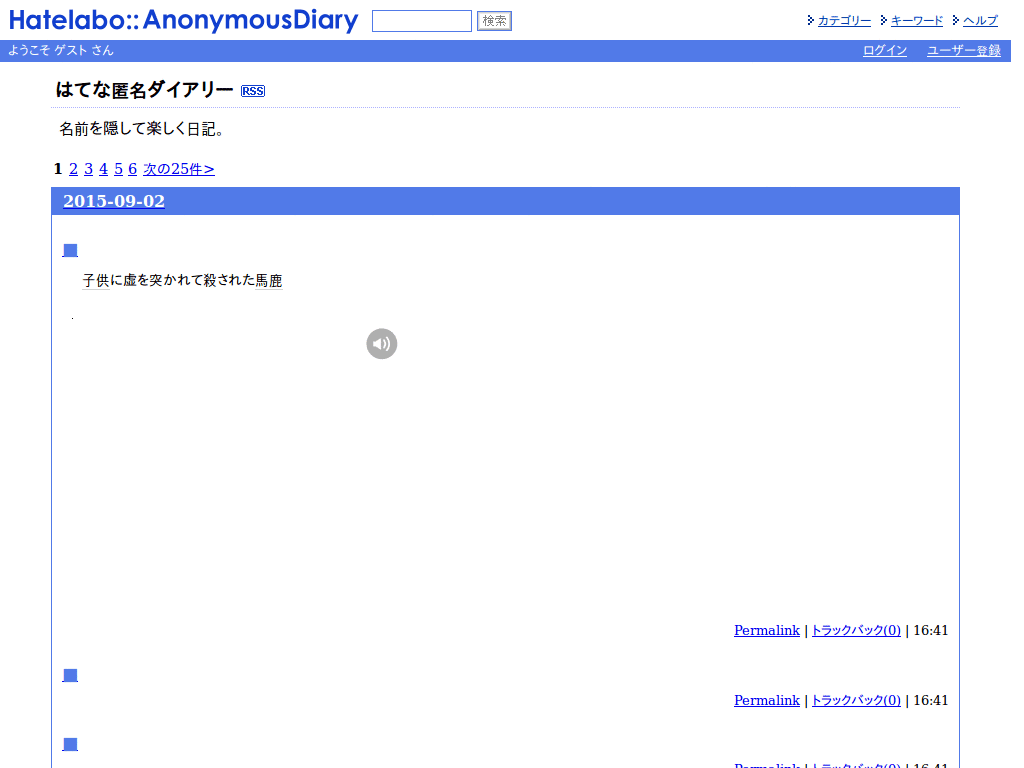 Hatelabo::AnonymousDiary 検索 カテゴリー キーワード ヘルプ
ようこそ ゲスト さん ログイン ユーザー登録
はてな匿名ダイアリー RSS
名前を隠して楽しく日記。
1 2 3 4 5 6 次の25件>
2015-09-02
子供に虚を突かれて殺された馬鹿
.
Permalink | トラックバック(0) | 16:41
Permalink | トラックバック(0) | 16:41
Permalink | トラックバック(0) | 16:41